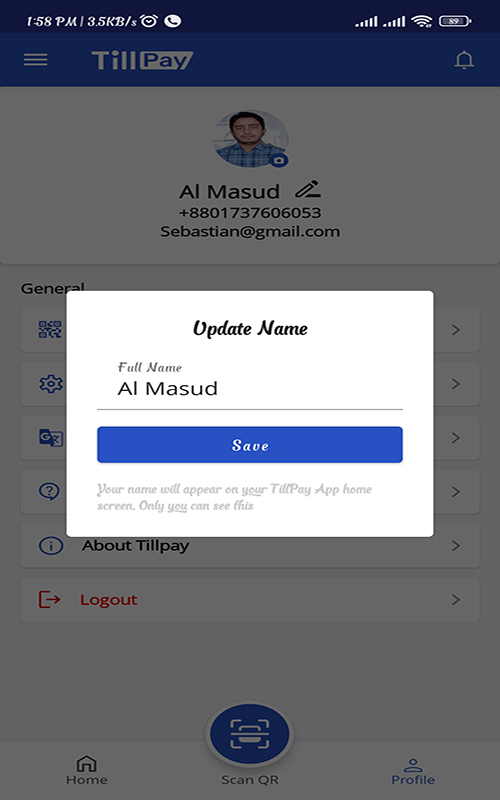 1:58 PM | 3.5KB/s
89
TillPay
Al Masud
+8801737606053
Sebastian@gmail.com
General
Update Name
Full Name
Al Masud
Save
Your name will appear on your TillPay App home
screen. Only you can see this
About Tillpay
Logout
Home
Scan QR
Profile